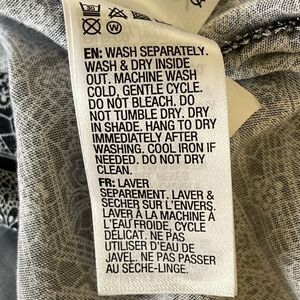 EN: WASH SEPARATELY.
WASH & DRY INSIDE
OUT. MACHINE WASH
COLD, GENTLE CYCLE.
DO NOT BLEACH. DO
NOT TUMBLE DRY. DRY
IN SHADE. HANG TO DRY
IMMEDIATELY AFTER
WASHING. COOL IRON IF
NEEDED. DO NOT DRY
CLEAN.
FR: LAVER
SEPAREMENT. LAVER &
SECHER SUR L'ENVERS.
LAVER À LA MACHINE À
L'EAU FROIDE, CYCLE
DÉLICAT. NE PAS
UTILISER D'EAU DE
JAVEL. NE PAS PASSER
AU SÈCHE-LINGE.